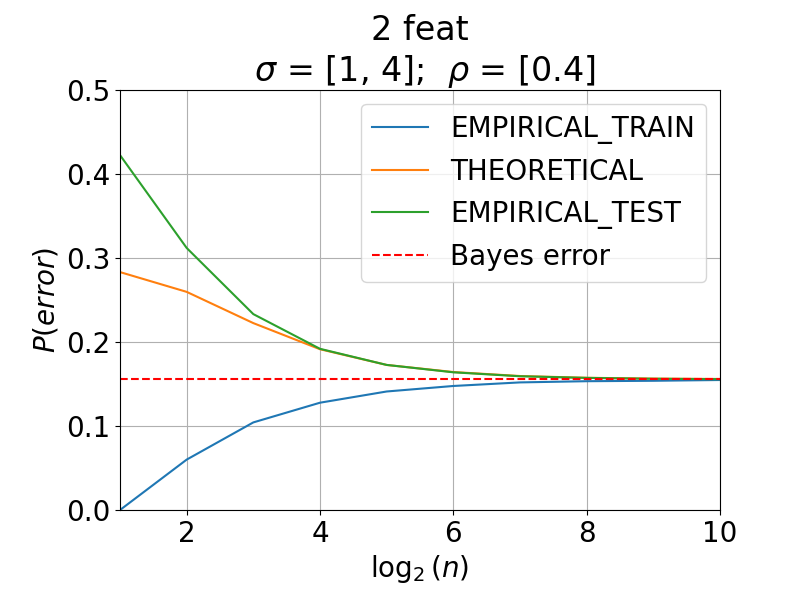 2 feat
σ = [1, 4]; ρ = [0.4]
0.5
0.4
0.3
0.2
0.1
0.0
P(error)
EMPIRICAL_TRAIN
THEORETICAL
EMPIRICAL_TEST
Bayes error
2
4
6
8
10
log₂(n)